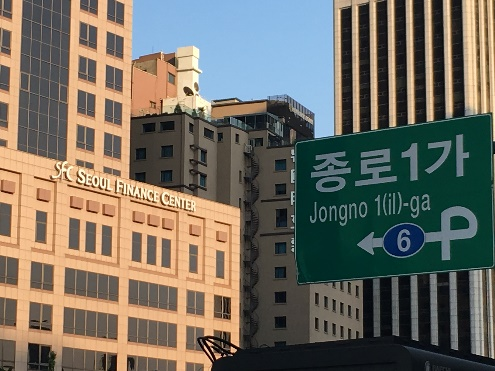 sfc SEOUL FINANCE CENTER
종로1가
Jongno 1(il)-ga
6